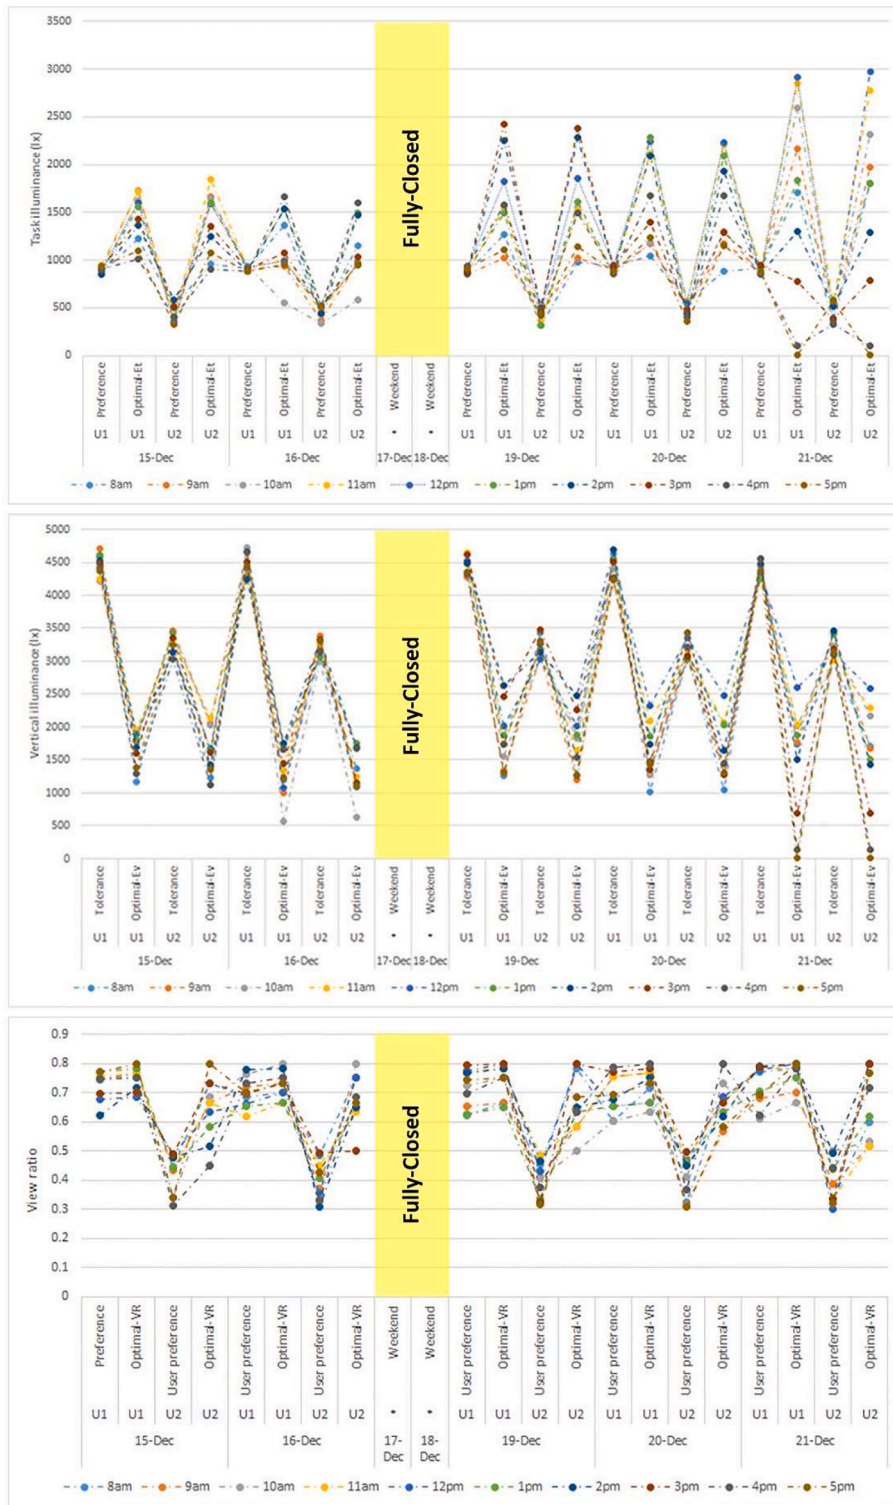 3500
3000
2500
2000
1500
1000
500
0
Task illuminance (lx)
Fully-Closed
Preference Optimal-Et Preference Optimal-Et Preference Optimal-Et Preference Optimal-Et Weekend Weekend Preference Optimal-Et Preference Optimal-Et Preference Optimal-Et Preference Optimal-Et Preference Optimal-Et Preference Optimal-Et
U1 U1 U2 U2 U1 U1 U2 U2 * * U1 U1 U2 U2 U1 U1 U2 U2 U1 U1 U2 U2
15-Dec 16-Dec 17-Dec 18-Dec 19-Dec 20-Dec 21-Dec
8am 9am 10am 11am 12pm 1pm 2pm 3pm 4pm 5pm
5000
4500
4000
3500
3000
2500
2000
1500
1000
500
0
Vertical illuminance (lx)
Fully-Closed
Tolerance Optimal-Ev Tolerance Optimal-Ev Tolerance Optimal-Ev Tolerance Optimal-Ev Weekend Weekend Tolerance Optimal-Ev Tolerance Optimal-Ev Tolerance Optimal-Ev Tolerance Optimal-Ev Tolerance Optimal-Ev Tolerance Optimal-Ev
U1 U1 U2 U2 U1 U1 U2 U2 * * U1 U1 U2 U2 U1 U1 U2 U2 U1 U1 U2 U2
15-Dec 16-Dec 17-Dec 18-Dec 19-Dec 20-Dec 21-Dec
8am 9am 10am 11am 12pm 1pm 2pm 3pm 4pm 5pm
0.9
0.8
0.7
0.6
0.5
0.4
0.3
0.2
0.1
0
View ratio
Fully-Closed
Preference Optimal-VR User preference Optimal-VR User preference Optimal-VR User preference Optimal-VR Weekend Weekend User preference Optimal-VR User preference Optimal-VR User preference Optimal-VR User preference Optimal-VR User preference Optimal-VR User preference Optimal-VR
U1 U1 U2 U2 U1 U1 U2 U2 * * U1 U1 U2 U2 U1 U1 U2 U2 U1 U1 U2 U2
15-Dec 16-Dec 17- 18- 19-Dec 20-Dec 21-Dec
Dec Dec
8am 9am 10am 11am 12pm 1pm 2pm 3pm 4pm 5pm